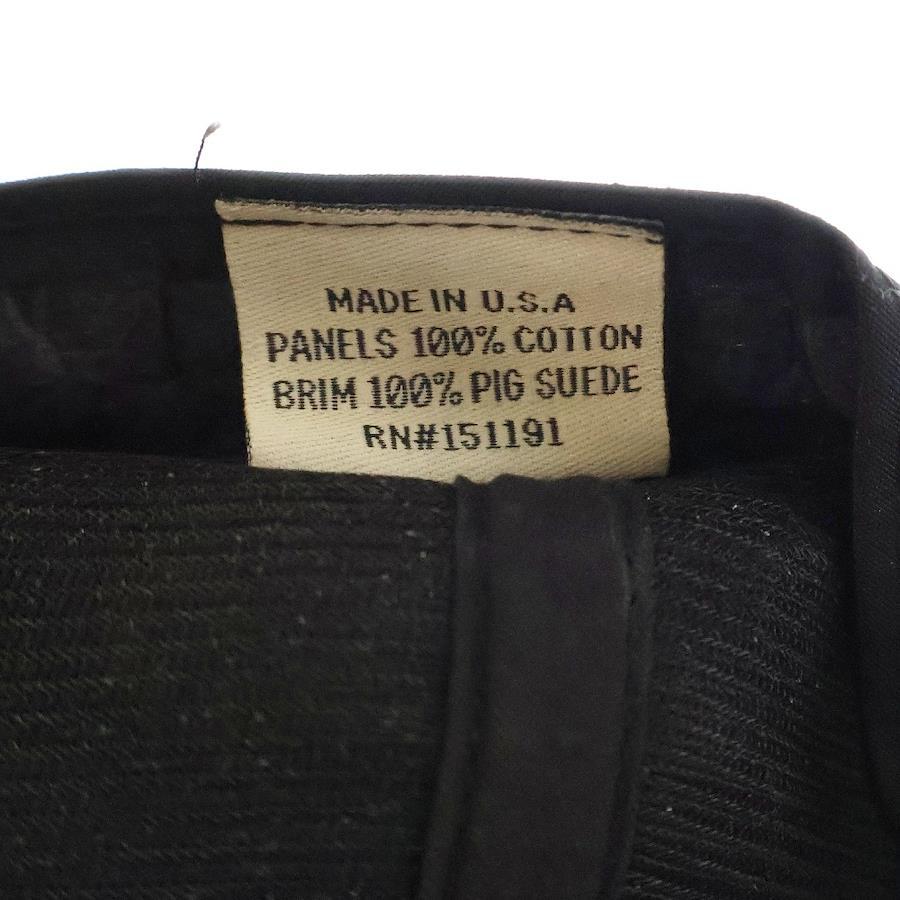 MADE IN U.S.A
PANELS 100% COTTON
BRIM 100% PIG SUEDE
RN#151191